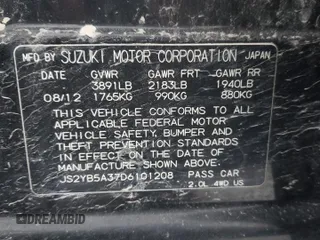 MFD BY SUZUKI MOTOR CORPORATION JAPAN
GVWR GAWR FRT GAWR RR
3891LB 2183LB 1940LB
08/12 1765KG 990KG 880KG
THIS VEHICLE CONFORMS TO ALL
APPLICABLE FEDERAL MOTOR
VEHICLE SAFETY, BUMPER AND
THEFT PREVENTION STANDARDS
IN EFFECT ON THE DATE OF
MANUFACTURE SHOWN ABOVE.
JS2YB5A37D6101208 PASS CAR
2.0L 4WD US
DREAMBID